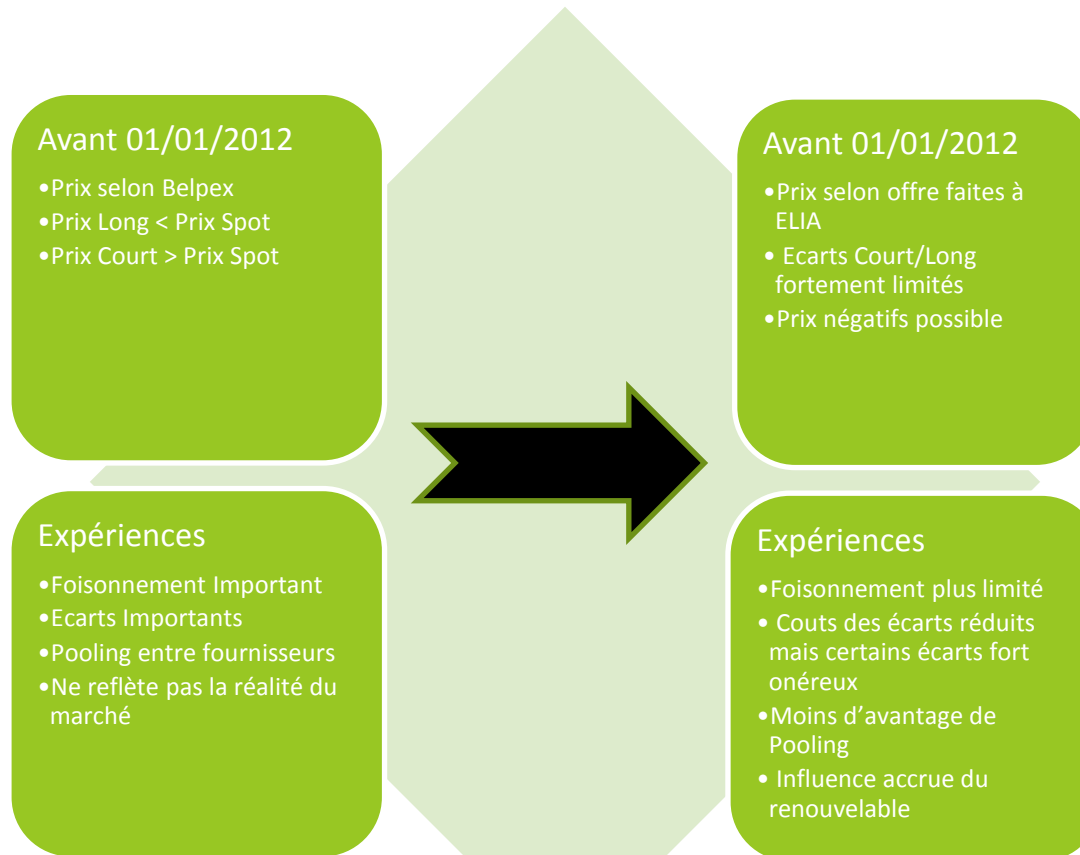 Avant 01/01/2012
•Prix selon Belpex
•Prix Long < Prix Spot
•Prix Court > Prix Spot
Expériences
•Foisonnement Important
•Ecarts Importants
•Pooling entre fournisseurs
•Ne reflète pas la réalité du
marché
Avant 01/01/2012
•Prix selon offre faites à
ELIA
• Ecarts Court/Long
fortement limités
•Prix négatifs possible
Expériences
•Foisonnement plus limité
• Couts des écarts réduits
mais certains écarts fort
onéreux
•Moins d’avantage de
Pooling
• Influence accrue du
renouvelable